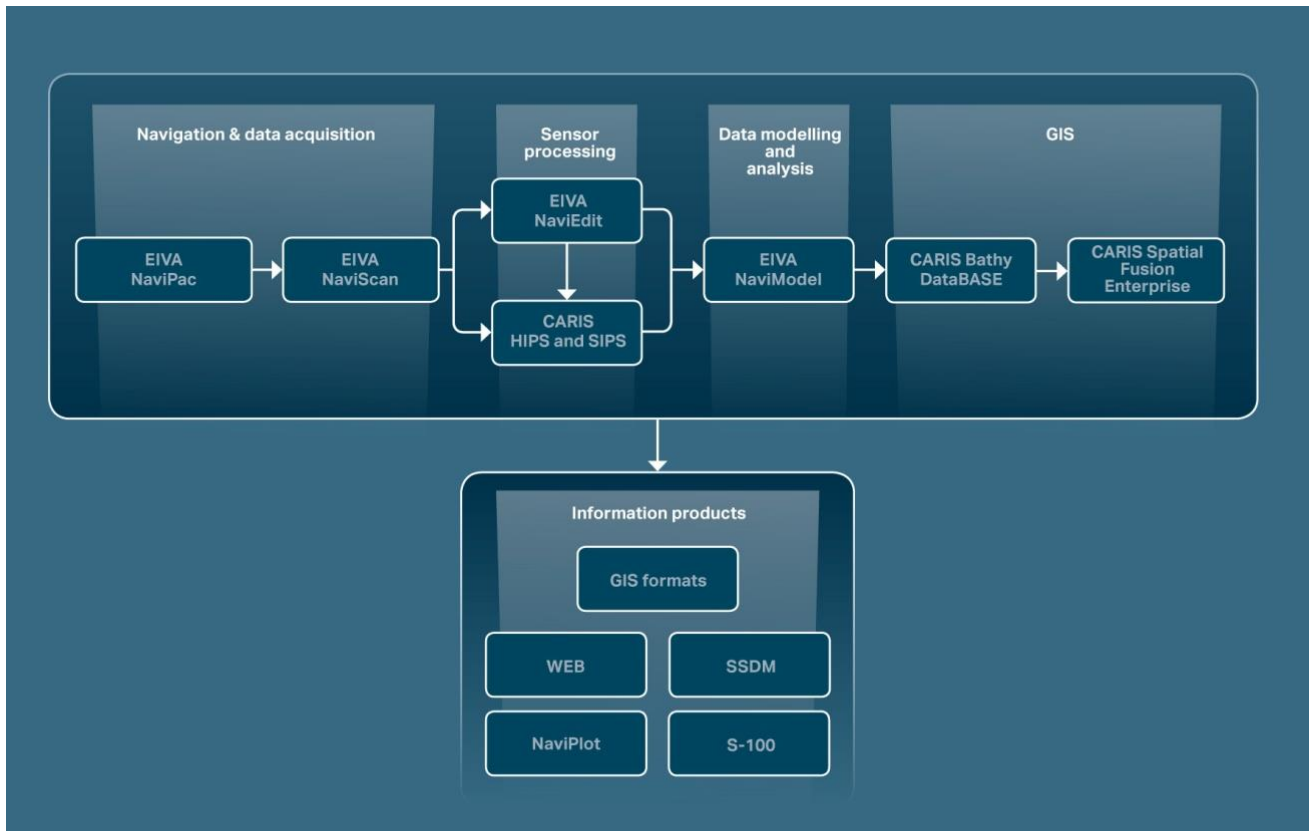 Navigation & data acquisition
Sensor
processing
Data modelling
and
analysis
GIS
EIVA
NaviPac
EIVA
NaviScan
EIVA
NaviEdit
CARIS
HIPS and SIPS
EIVA
NaviModel
CARIS Bathy
DataBASE
CARIS Spatial
Fusion
Enterprise
Information products
GIS formats
WEB
SSDM
NaviPlot
S-100